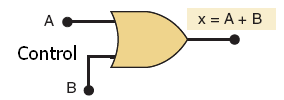 A
x = A + B
Control
B